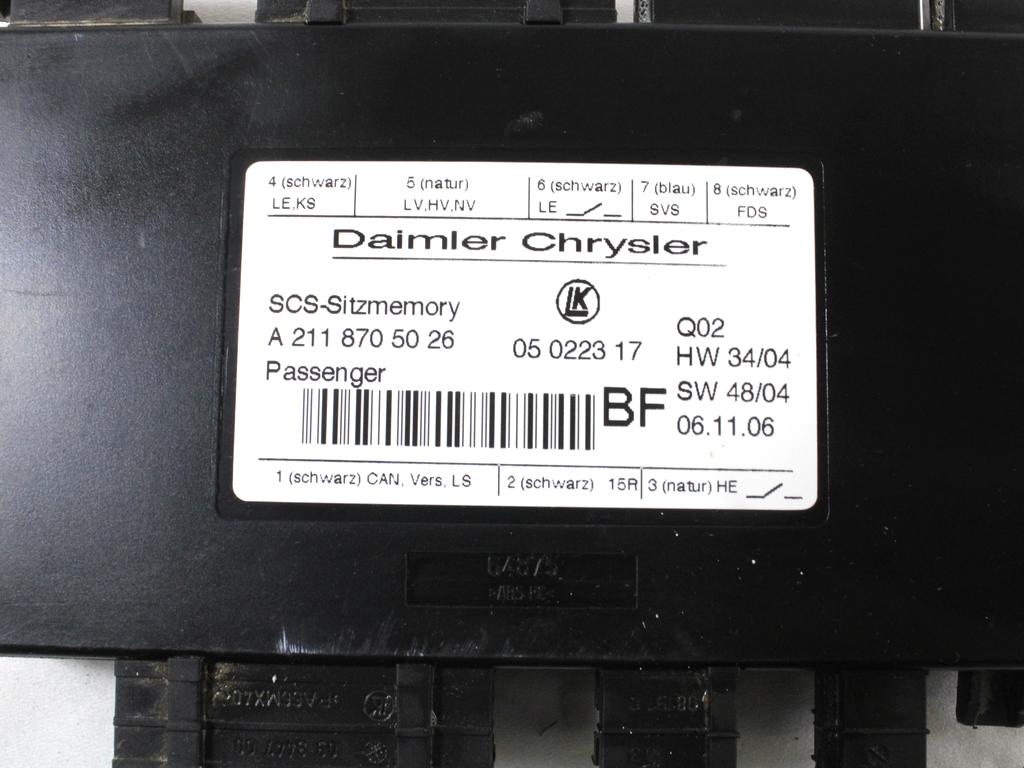 4 (schwarz) 5 (natur) 6 (schwarz) 7 (blau) 8 (schwarz)
LE,KS LV,HV,NV LE SVS FDS
Daimler Chrysler
LK
SCS-Sitzmemory
A 211 870 50 26 05 0223 17
Passenger
Q02
HW 34/04
BF SW 48/04
06.11.06
1 (schwarz) CAN, Vers, LS 2 (schwarz) 15R 3 (natur) HE